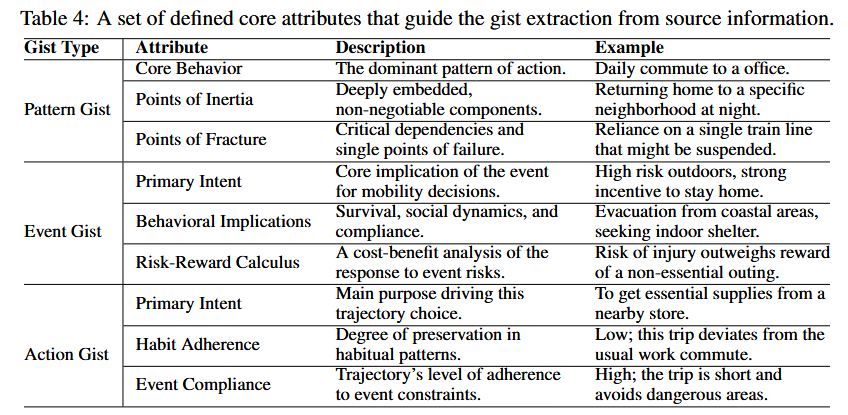 Table 4: A set of defined core attributes that guide the gist extraction from source information.
Gist Type Attribute Description Example
Core Behavior The dominant pattern of action. Daily commute to a office.
Pattern Gist Points of Inertia Deeply embedded, non-negotiable components. Returning home to a specific neighborhood at night.
Points of Fracture Critical dependencies and single points of failure. Reliance on a single train line that might be suspended.
Event Gist Primary Intent Core implication of the event for mobility decisions. High risk outdoors, strong incentive to stay home.
Behavioral Implications Survival, social dynamics, and compliance. Evacuation from coastal areas, seeking indoor shelter.
Risk-Reward Calculus A cost-benefit analysis of the response to event risks. Risk of injury outweighs reward of a non-essential outing.
Action Gist Primary Intent Main purpose driving this trajectory choice. To get essential supplies from a nearby store.
Habit Adherence Degree of preservation in habitual patterns. Low; this trip deviates from the usual work commute.
Event Compliance Trajectory's level of adherence to event constraints. High; the trip is short and avoids dangerous areas.